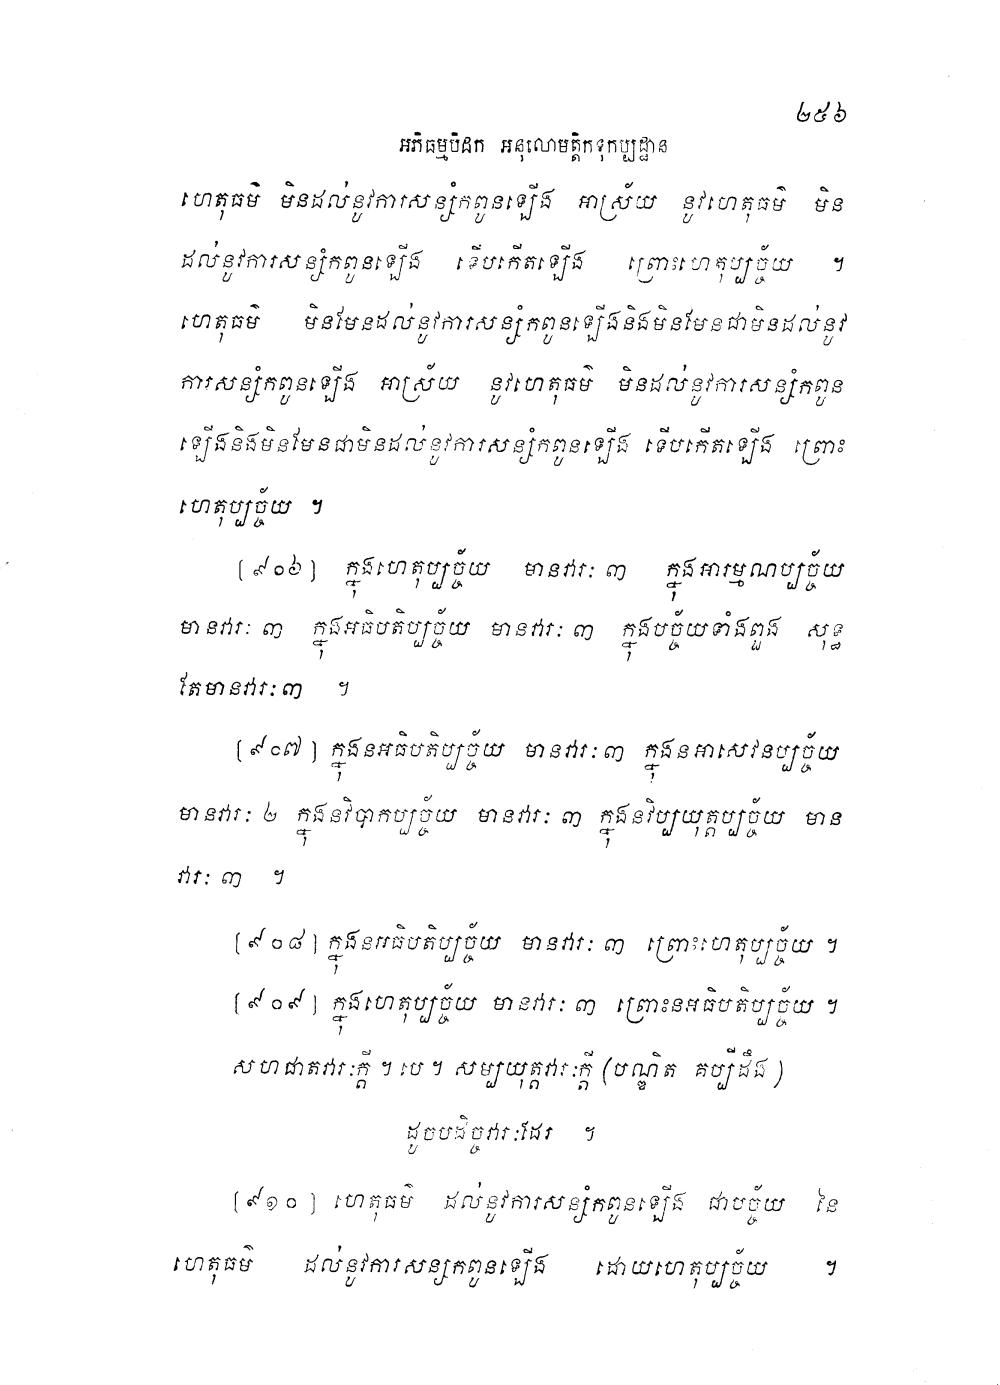 ២៥៦
អភិធម្មបិដក អនុលោមត្តិកទុកប្បដ្ឋាន
ហេតុធម៌ មិនដល់នូវការសន្សំកពូនឡើង អាស្រ័យ នូវហេតុធម៌ មិន
ដល់នូវការសន្សំកពូនឡើង ទើបកើតឡើង ព្រោះហេតុប្បច្ច័យ ។
ហេតុធម៌ មិនមែនដល់នូវការសន្សំកពូនឡើងនិងមិនមែនជាមិនដល់នូវ
ការសន្សំកពូនឡើង អាស្រ័យ នូវហេតុធម៌ មិនដល់នូវការសន្សំកពូន
ឡើងនិងមិនមែនជាមិនដល់នូវការសន្សំកពូនឡើង ទើបកើតឡើង ព្រោះ
ហេតុប្បច្ច័យ ។
[៩០៦] ក្នុងហេតុប្បច្ច័យ មានវារៈ ៣ ក្នុងអារម្មណប្បច្ច័យ
មានវារៈ ៣ ក្នុងអធិបតិប្បច្ច័យ មានវារៈ ៣ ក្នុងបច្ច័យទាំងពួង សុទ្ធ
តែមានវារៈ ៣ ។
[៩០៧] ក្នុងនអធិបតិប្បច្ច័យ មានវារៈ ៣ ក្នុងនអាសេវនប្បច្ច័យ
មានវារៈ ២ ក្នុងនវិបាកប្បច្ច័យ មានវារៈ ៣ ក្នុងនវិប្បយុត្តប្បច្ច័យ មាន
វារៈ ៣ ។
[៩០៨] ក្នុងនអធិបតិប្បច្ច័យ មានវារៈ ៣ ព្រោះហេតុប្បច្ច័យ ។
[៩០៩] ក្នុងហេតុប្បច្ច័យ មានវារៈ ៣ ព្រោះនអធិបតិប្បច្ច័យ ។
សហជាតវារៈក្តី ។ បេ ។ សម្បយុត្តវារៈក្តី (បណ្ឌិត គប្បីដឹង)
ដូចបដិច្ចវារៈដែរ ។
[៩១០] ហេតុធម៌ ដល់នូវការសន្សំកពូនឡើង ជាបច្ច័យ នៃ
ហេតុធម៌ ដល់នូវការសន្សកពូនឡើង ដោយហេតុប្បច្ច័យ ។